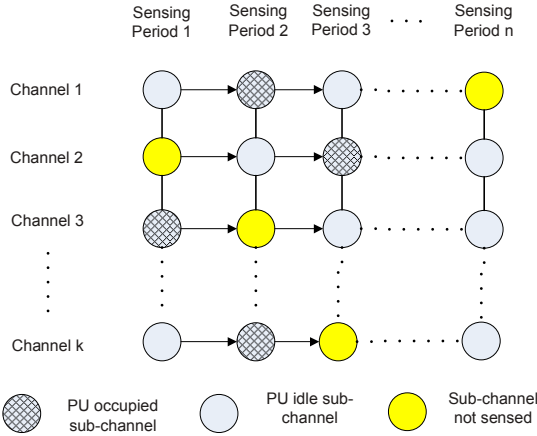 Sensing Period 1
Sensing Period 2
Sensing Period 3
. . .
Sensing Period n
Channel 1
Channel 2
Channel 3
Channel k
PU occupied sub-channel
PU idle sub-channel
Sub-channel not sensed